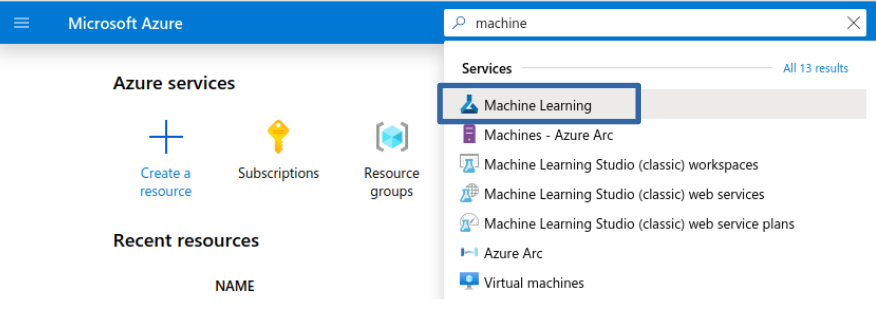 Microsoft Azure
machine
Azure services
Create a
resource
Subscriptions
Resource
groups
Recent resources
NAME
Services
All 13 results
Machine Learning
Machines - Azure Arc
Machine Learning Studio (classic) workspaces
Machine Learning Studio (classic) web services
Machine Learning Studio (classic) web service plans
Azure Arc
Virtual machines